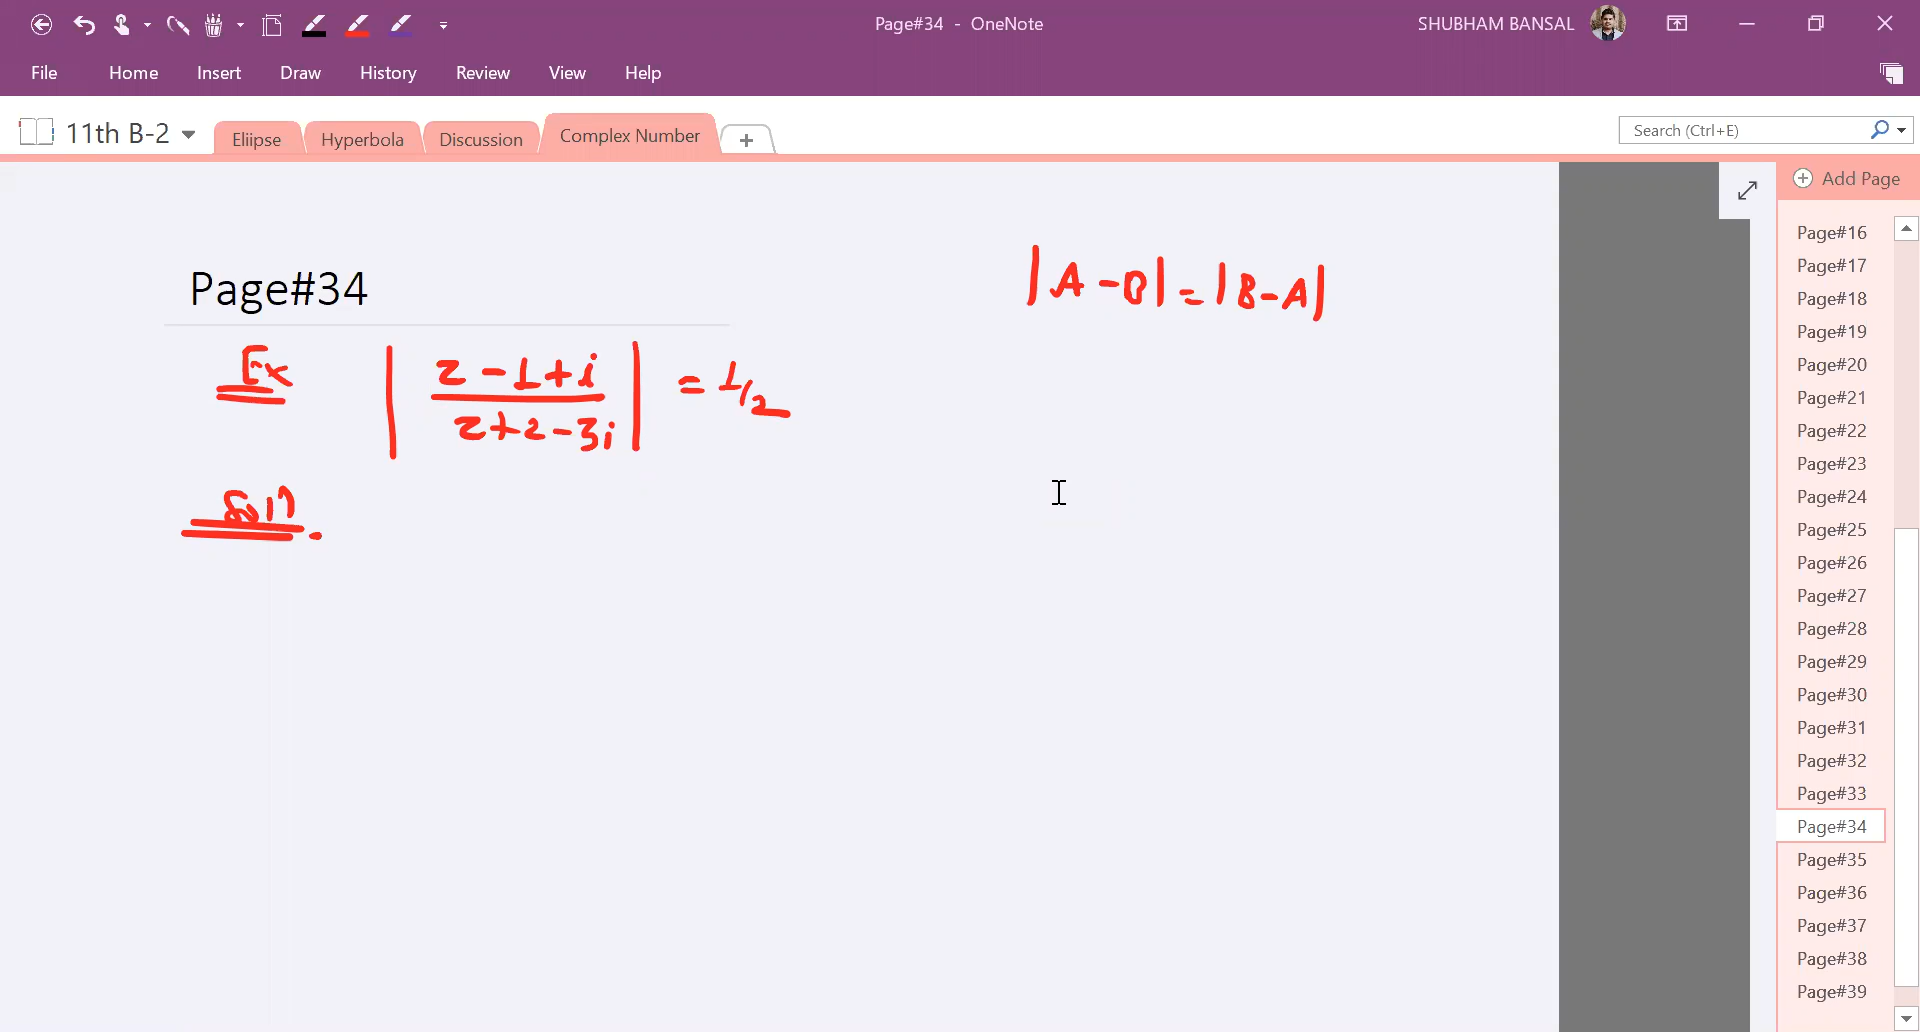 Page#34 - OneNote
SHUBHAM BANSAL
File Home Insert Draw History Review View Help
11th B-2
Eliipse Hyperbola Discussion Complex Number
Search (Ctrl+E)
Add Page
Page#34
|A-B|=|B-A|
Ex | (z-1+i)/(z+2-3i) | = 1/2
Soln.
Page#16
Page#17
Page#18
Page#19
Page#20
Page#21
Page#22
Page#23
Page#24
Page#25
Page#26
Page#27
Page#28
Page#29
Page#30
Page#31
Page#32
Page#33
Page#34
Page#35
Page#36
Page#37
Page#38
Page#39